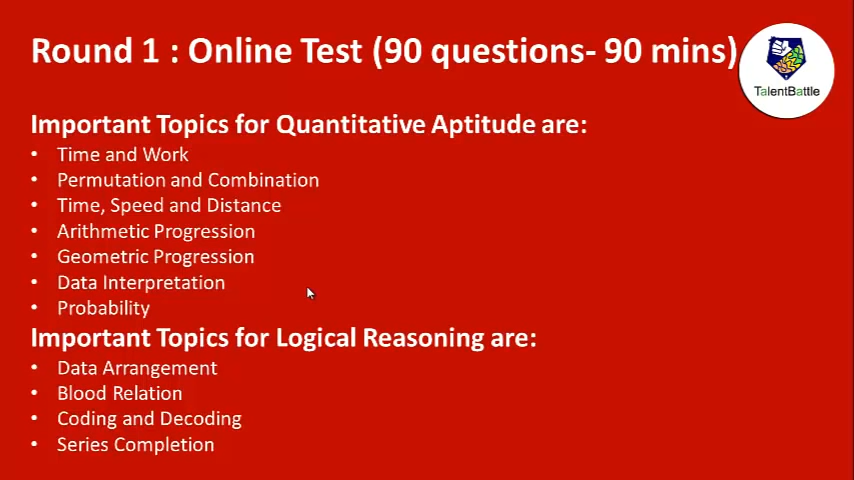 Round 1 : Online Test (90 questions- 90 mins)
TalentBattle
Important Topics for Quantitative Aptitude are:
• Time and Work
• Permutation and Combination
• Time, Speed and Distance
• Arithmetic Progression
• Geometric Progression
• Data Interpretation
• Probability
Important Topics for Logical Reasoning are:
• Data Arrangement
• Blood Relation
• Coding and Decoding
• Series Completion